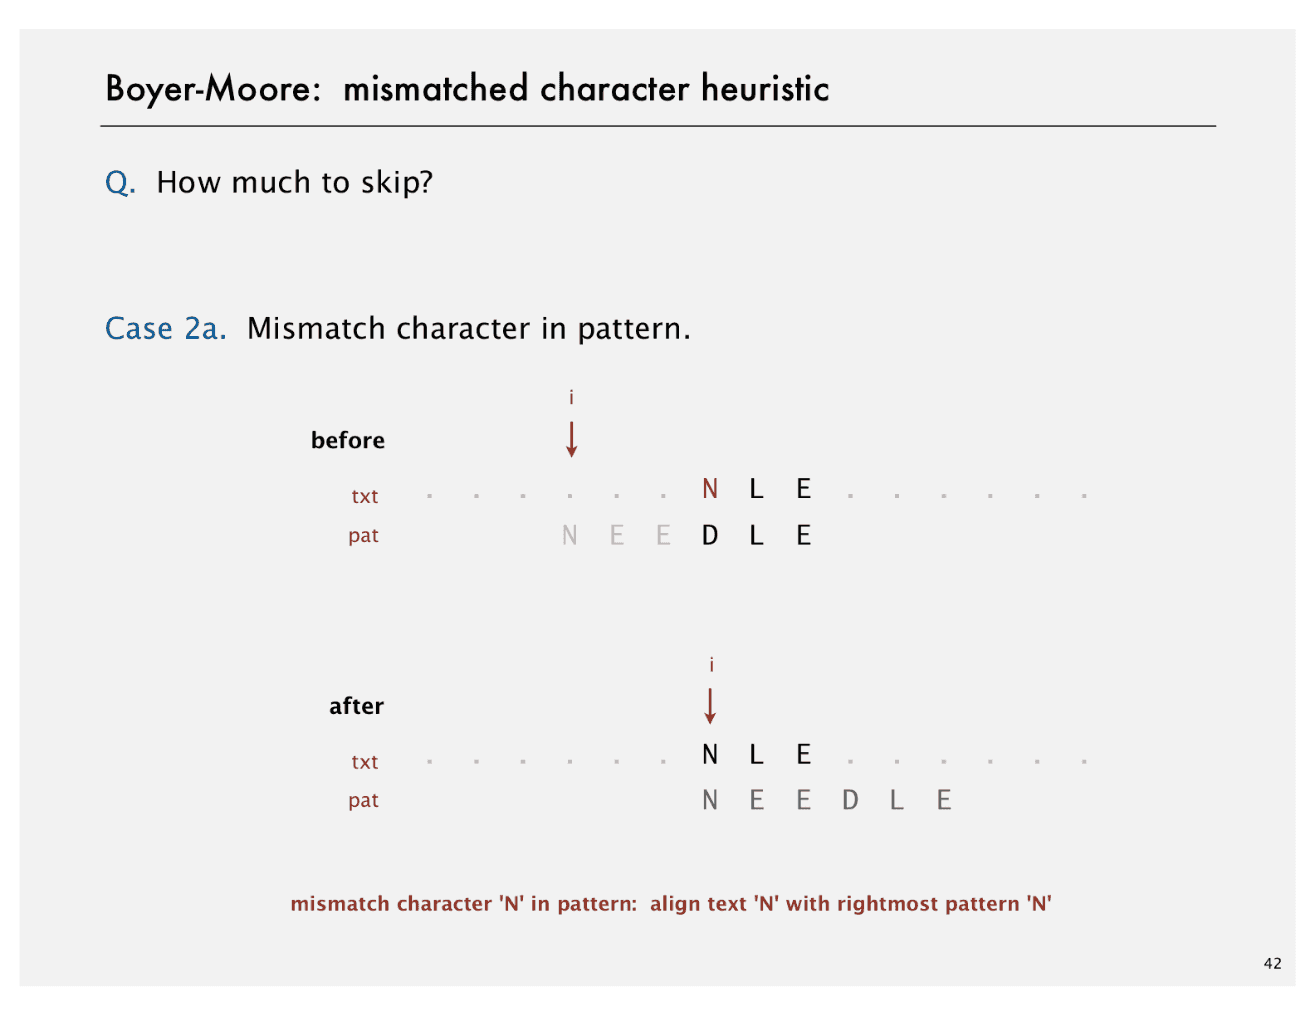 Boyer-Moore: mismatched character heuristic
Q. How much to skip?
Case 2a. Mismatch character in pattern.
i
before
txt . . . . . . N L E . . . . . .
pat N E E D L E
i
after
txt . . . . . . N L E . . . . . .
pat N E E D L E
mismatch character 'N' in pattern: align text 'N' with rightmost pattern 'N'
42